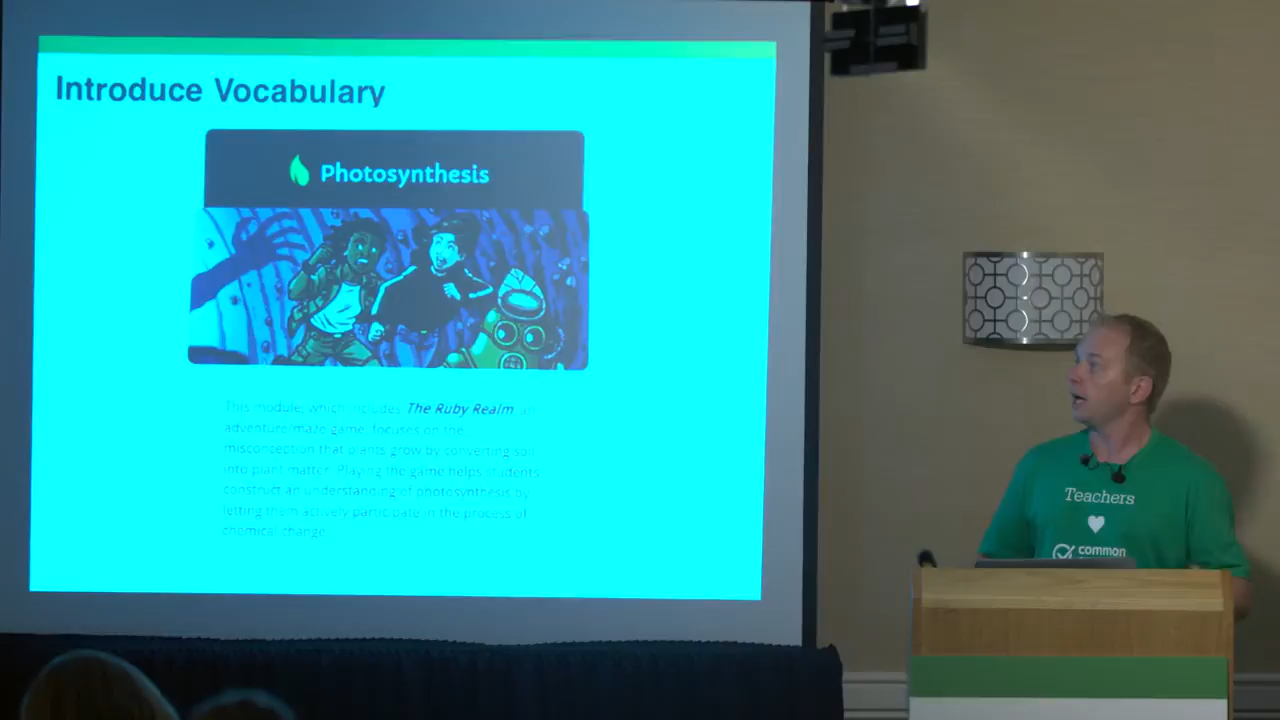 Introduce Vocabulary
Photosynthesis
This module, which includes The Ruby Realm, an
adventure/maze game, focuses on the
misconception that plants grow by converting soil
into plant matter. Playing the game helps students
construct an understanding of photosynthesis by
letting them actively participate in the process of
chemical change.
Teachers
common